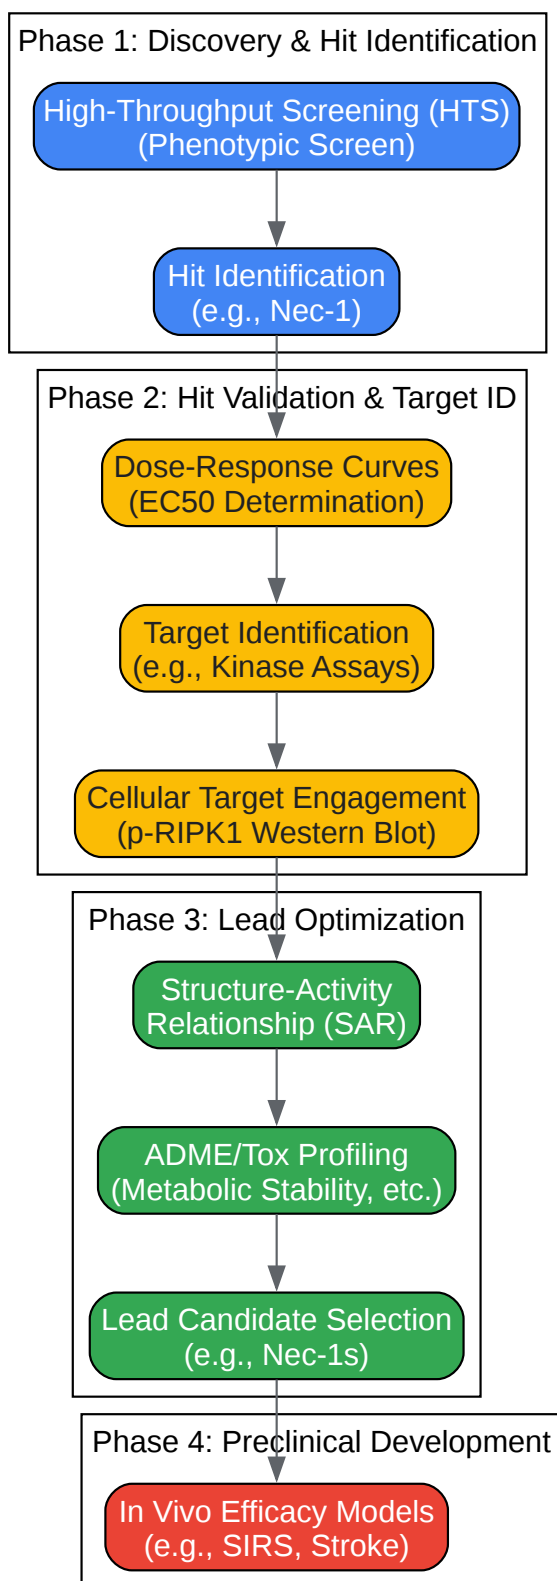 Phase 1: Discovery & Hit Identification
High-Throughput Screening (HTS)
(Phenotypic Screen)
Hit Identification
(e.g., Nec-1)
Phase 2: Hit Validation & Target ID
Dose-Response Curves
(EC50 Determination)
Target Identification
(e.g., Kinase Assays)
Cellular Target Engagement
(p-RIPK1 Western Blot)
Phase 3: Lead Optimization
Structure-Activity
Relationship (SAR)
ADME/Tox Profiling
(Metabolic Stability, etc.)
Lead Candidate Selection
(e.g., Nec-1s)
Phase 4: Preclinical Development
In Vivo Efficacy Models
(e.g., SIRS, Stroke)